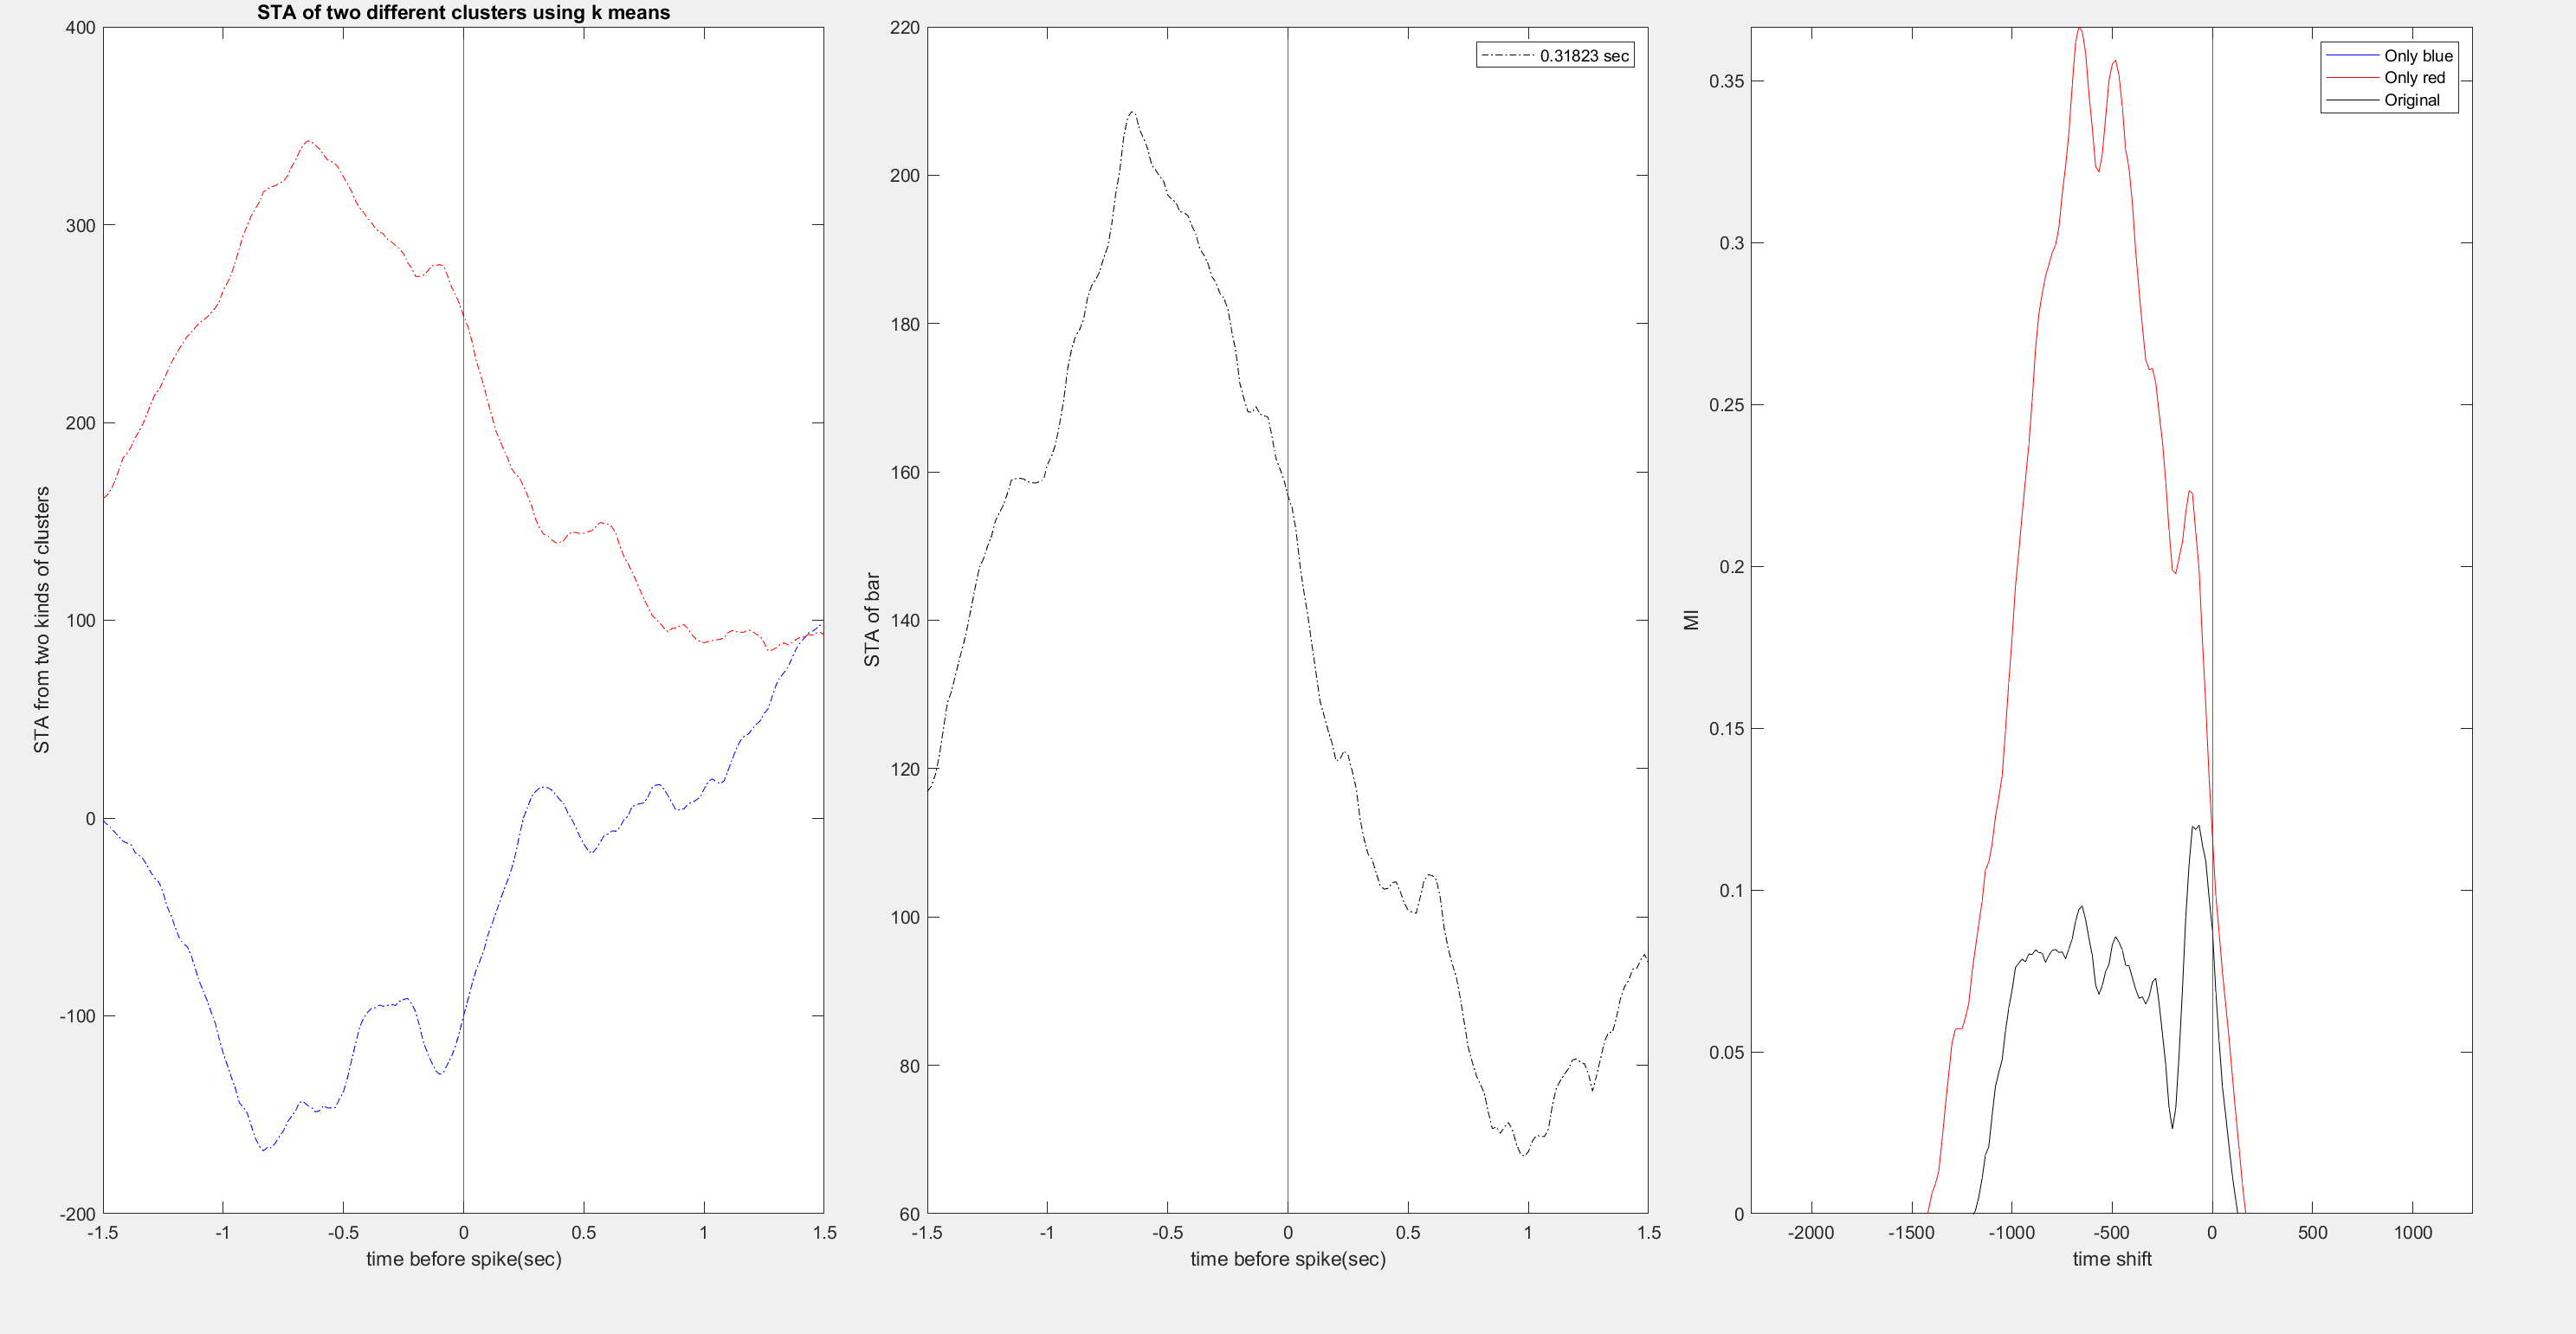 STA of two different clusters using k means
400
300
200
100
0
-100
-200
-1.5 -1 -0.5 0 0.5 1 1.5
time before spike(sec)
STA from two kinds of clusters
220
200
180
160
140
120
100
80
60
-1.5 -1 -0.5 0 0.5 1 1.5
time before spike(sec)
STA of bar
0.31823 sec
0.35
0.3
0.25
0.2
0.15
0.1
0.05
0
-2000 -1500 -1000 -500 0 500 1000
time shift
MI
Only blue
Only red
Original